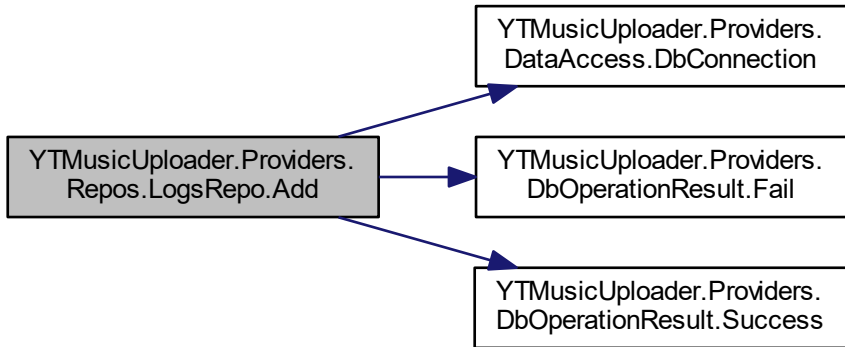 YTMusicUploader.Providers.
DataAccess.DbConnection
YTMusicUploader.Providers.
Repos.LogsRepo.Add
YTMusicUploader.Providers.
DbOperationResult.Fail
YTMusicUploader.Providers.
DbOperationResult.Success